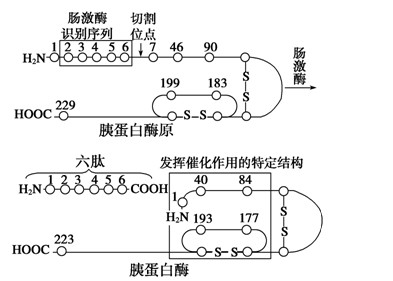 肠激酶
识别序列
切割
位点
H₂N 1 2 3 4 5 6 7 46 90
S
S
肠激酶
199 183
HOOC 229 S S
胰蛋白酶原
六肽
发挥催化作用的特定结构
H₂N 1 2 3 4 5 6 COOH
1 40 84
H₂N
S
S
193 177
HOOC 223 S S
胰蛋白酶